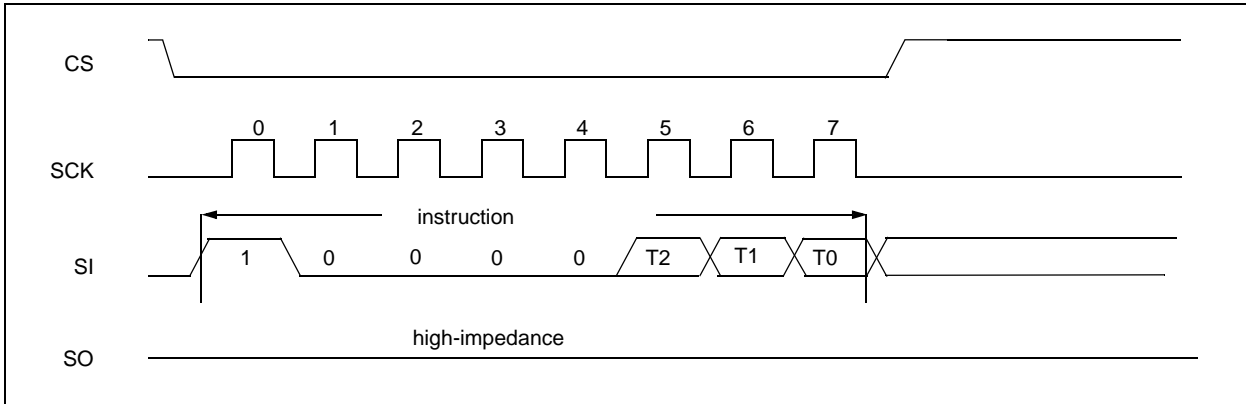 CS
0 1 2 3 4 5 6 7
SCK
instruction
SI
1 0 0 0 0 T2 T1 T0
high-impedance
SO